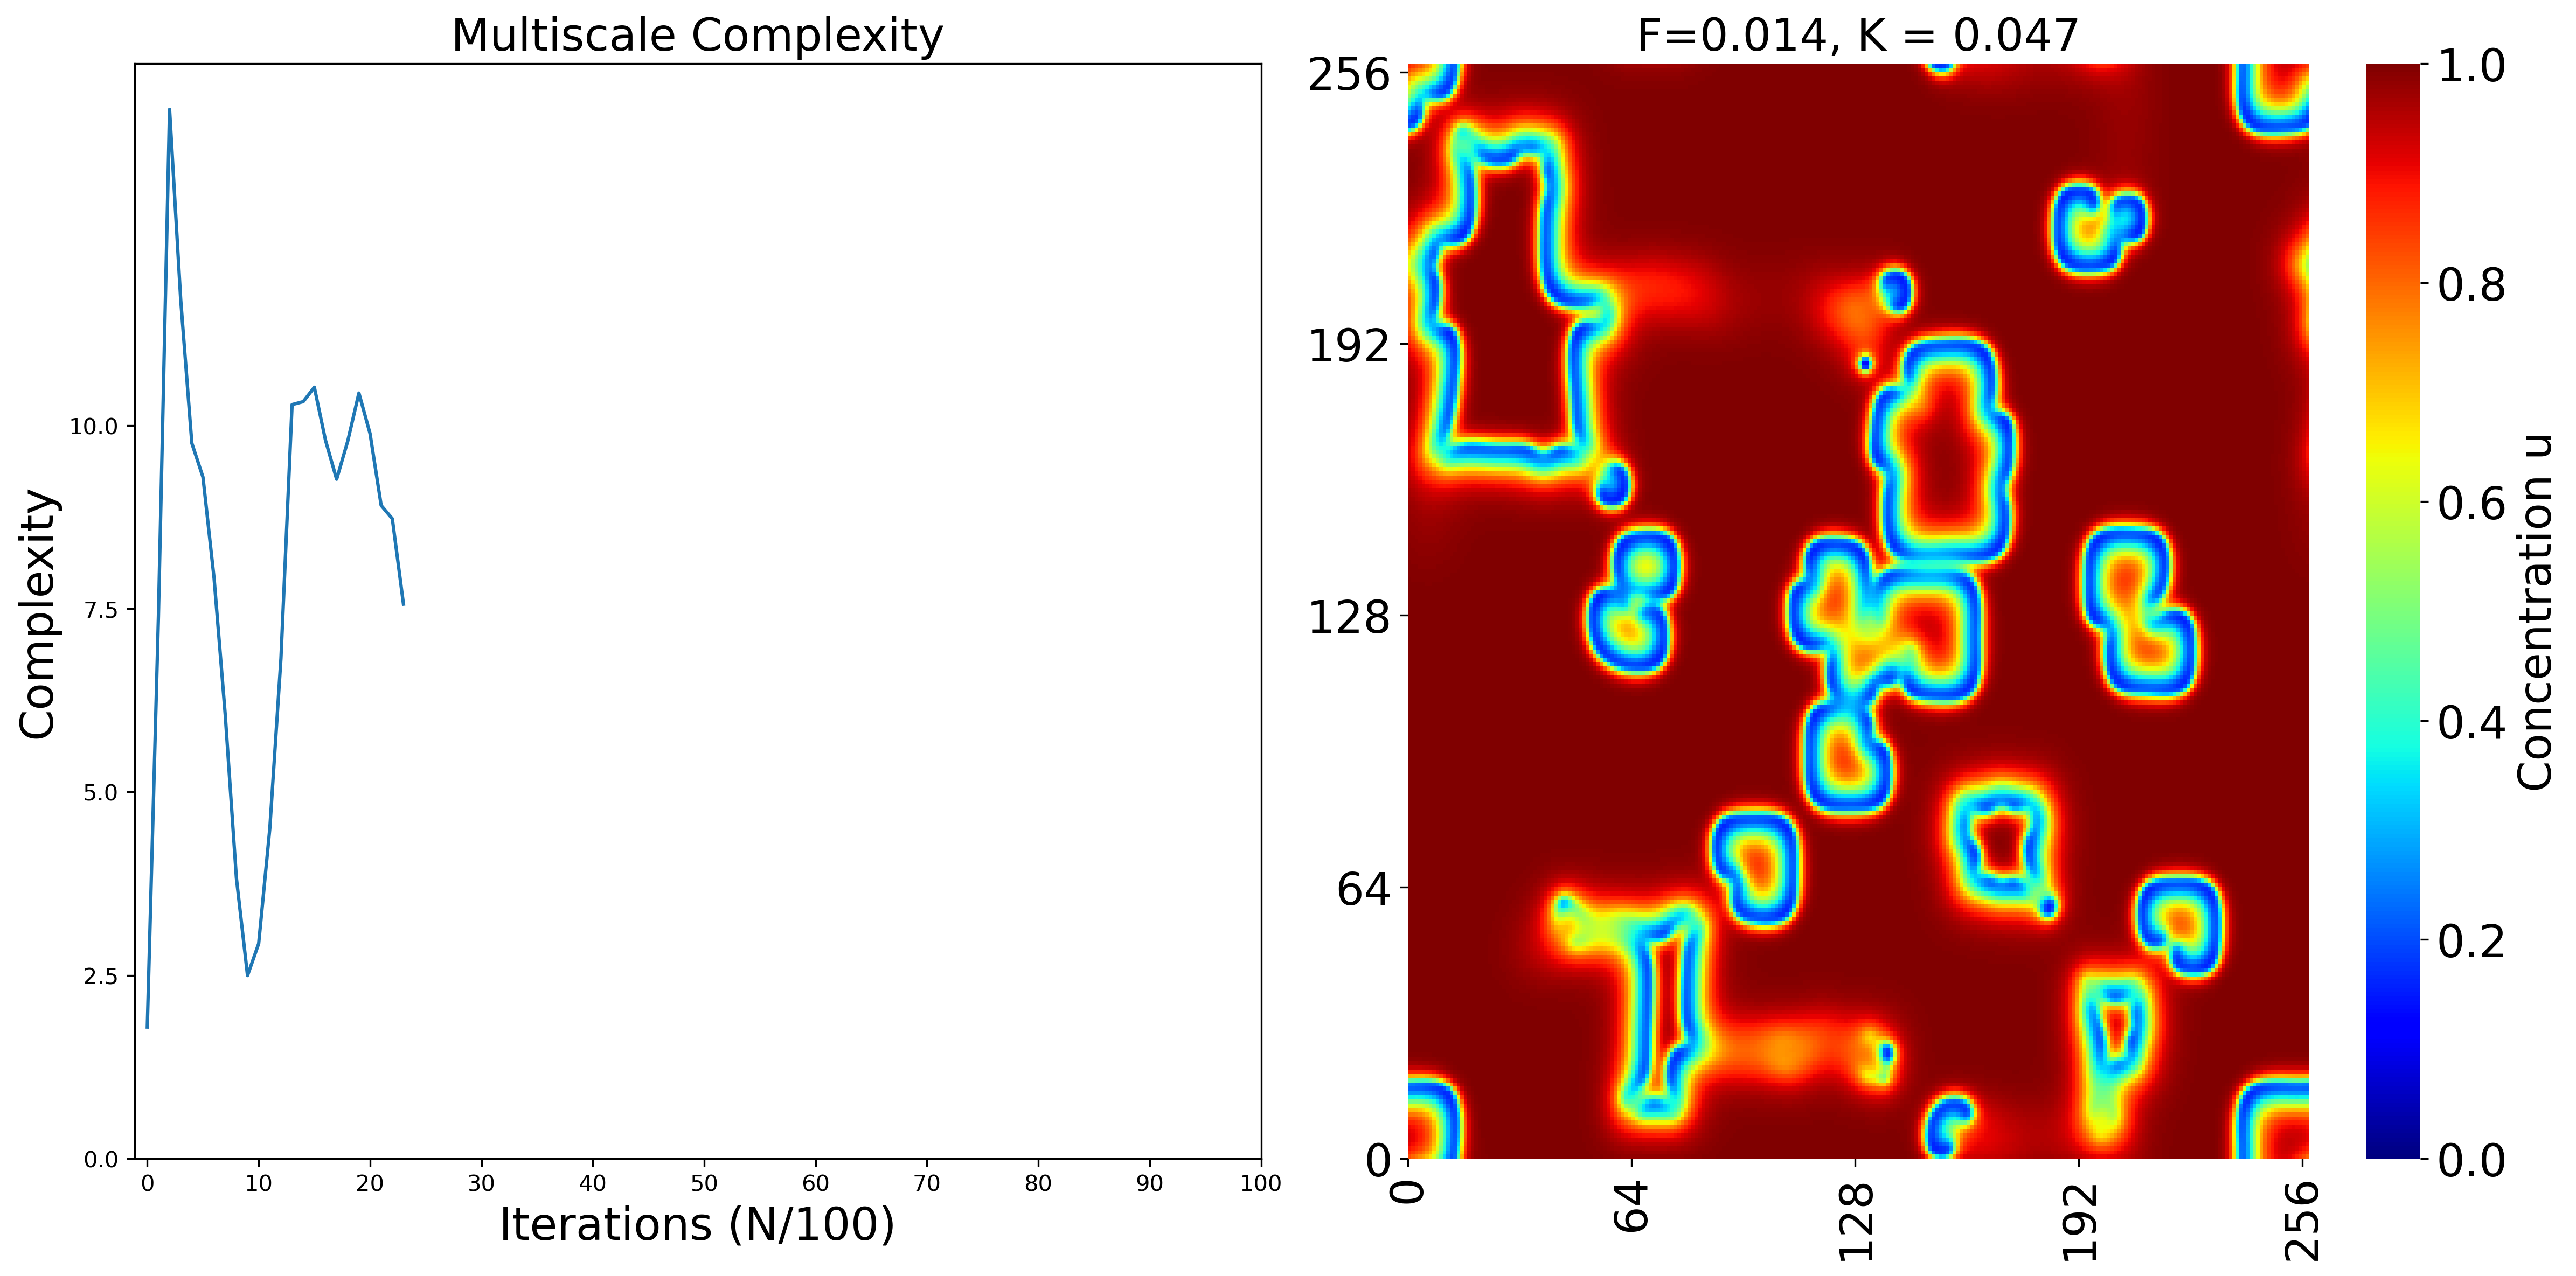 Multiscale Complexity
Complexity
10.0
7.5
5.0
2.5
0.0
0 10 20 30 40 50 60 70 80 90 100
Iterations (N/100)
F=0.014, K = 0.047
256
192
128
64
0
0 64 128 192 256
1.0
0.8
0.6
0.4
0.2
0.0
Concentration u